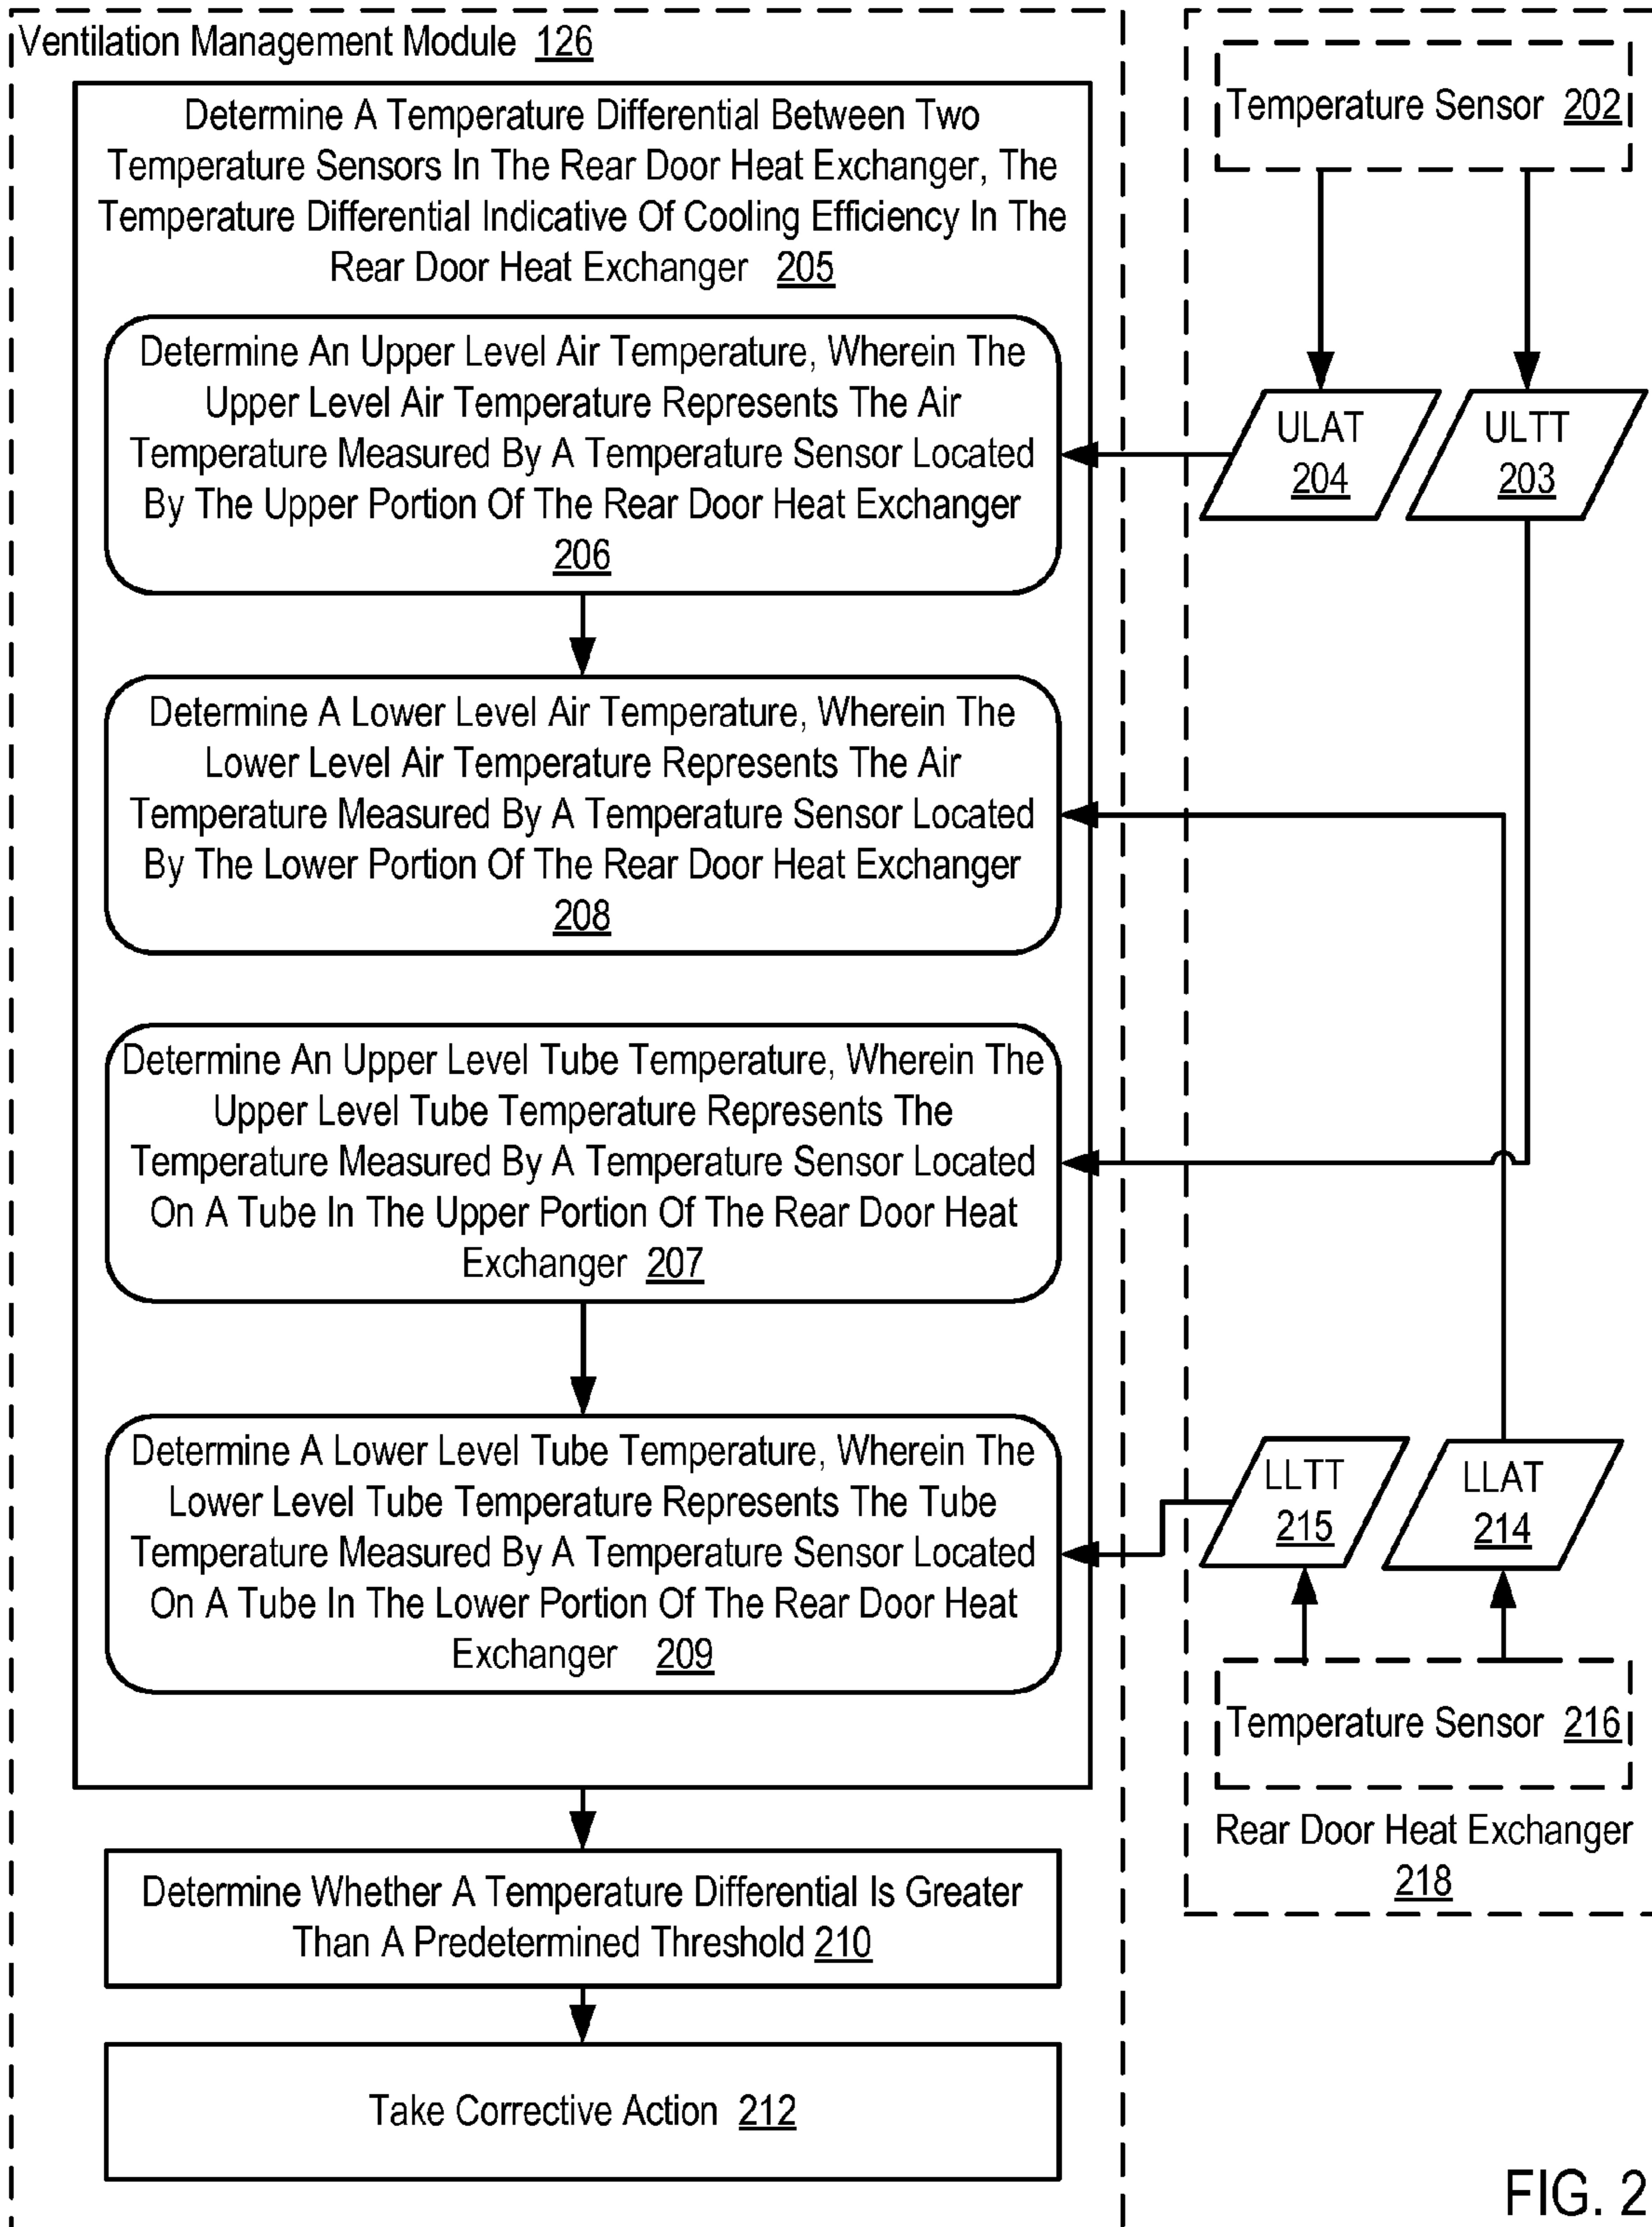 Ventilation Management Module 126
Determine A Temperature Differential Between Two
Temperature Sensors In The Rear Door Heat Exchanger, The
Temperature Differential Indicative Of Cooling Efficiency In The
Rear Door Heat Exchanger 205
Determine An Upper Level Air Temperature, Wherein The
Upper Level Air Temperature Represents The Air
Temperature Measured By A Temperature Sensor Located
By The Upper Portion Of The Rear Door Heat Exchanger
206
Determine A Lower Level Air Temperature, Wherein The
Lower Level Air Temperature Represents The Air
Temperature Measured By A Temperature Sensor Located
By The Lower Portion Of The Rear Door Heat Exchanger
208
Determine An Upper Level Tube Temperature, Wherein The
Upper Level Tube Temperature Represents The
Temperature Measured By A Temperature Sensor Located
On A Tube In The Upper Portion Of The Rear Door Heat
Exchanger 207
Determine A Lower Level Tube Temperature, Wherein The
Lower Level Tube Temperature Represents The Tube
Temperature Measured By A Temperature Sensor Located
On A Tube In The Lower Portion Of The Rear Door Heat
Exchanger 209
Determine Whether A Temperature Differential Is Greater
Than A Predetermined Threshold 210
Take Corrective Action 212
Temperature Sensor 202
ULAT
204
ULTT
203
LLTT
215
LLAT
214
Temperature Sensor 216
Rear Door Heat Exchanger
218
FIG. 2